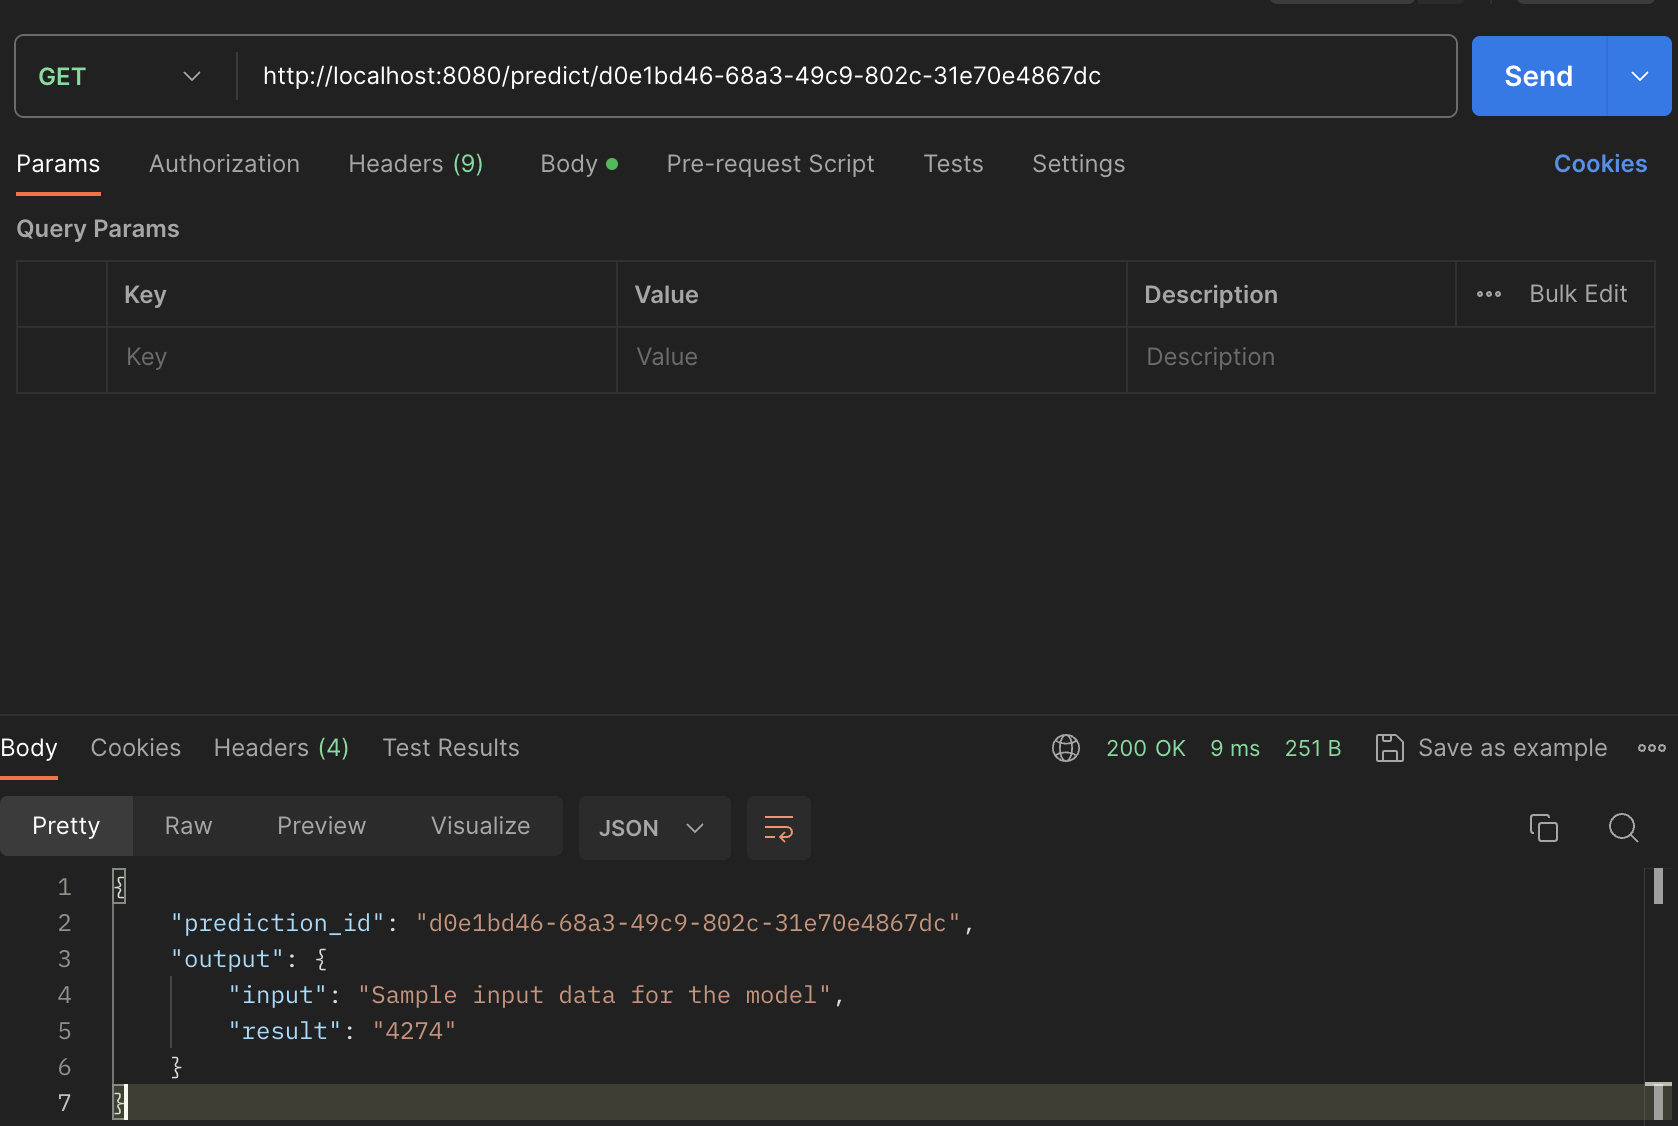 GET http://localhost:8080/predict/d0e1bd46-68a3-49c9-802c-31e70e4867dc Send
Params Authorization Headers (9) Body Pre-request Script Tests Settings Cookies
Query Params
Key Value Description Bulk Edit
Key Value Description
Body Cookies Headers (4) Test Results 200 OK 9 ms 251 B Save as example
Pretty Raw Preview Visualize JSON
1 {
2 "prediction_id": "d0e1bd46-68a3-49c9-802c-31e70e4867dc",
3 "output": {
4 "input": "Sample input data for the model",
5 "result": "4274"
6 }
7 }